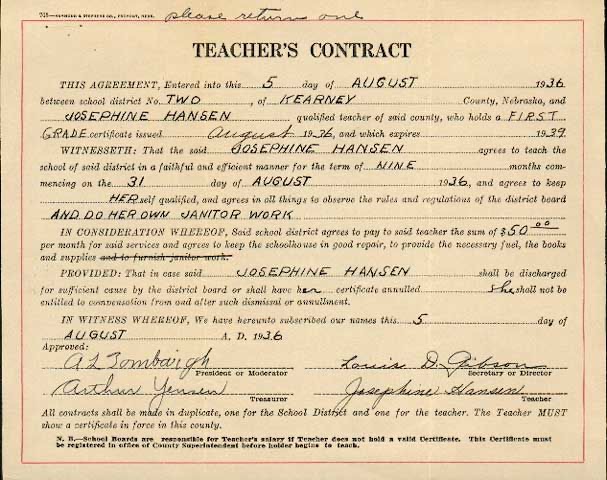 please return one
TEACHER'S CONTRACT
THIS AGREEMENT, Entered into this 5 day of AUGUST 1936
between school district No. TWO, of KEARNEY County, Nebraska, and
JOSEPHINE HANSEN qualified teacher of said county, who holds a FIRST
GRADE certificate issued August 1936, and which expires 1939
WITNESSETH: That the said JOSEPHINE HANSEN agrees to teach the
school of said district in a faithful and efficient manner for the term of NINE months com-
mencing on the 31 day of AUGUST 1936, and agrees to keep
HER self qualified, and agrees in all things to observe the rules and regulations of the district board
AND DO HER OWN JANITOR WORK
IN CONSIDERATION WHEREOF, Said school district agrees to pay to said teacher the sum of $50.00
per month for said services and agrees to keep the schoolhouse in good repair, to provide the necessary fuel, the books
and supplies and to furnish janitor work.
PROVIDED: That in case said JOSEPHINE HANSEN shall be discharged
for sufficient cause by the district board or shall have her certificate annulled she shall not be
entitled to compensation from and after such dismissal or annullment.
IN WITNESS WHEREOF, We have hereunto subscribed our names this 5 day of
AUGUST A. D. 1936
Approved:
A L Louis D. Gibson
President or Moderator Secretary or Director
Arthur Jensen Josephine Hansen
Treasurer Teacher
All contracts shall be made in duplicate, one for the School District and one for the teacher. The Teacher MUST
show a certificate in force in this county.
N. B.—School Boards are responsible for Teacher's salary if Teacher does not hold a valid Certificate. This Certificate must
be registered in office of County Superintendent before holder begins to teach.